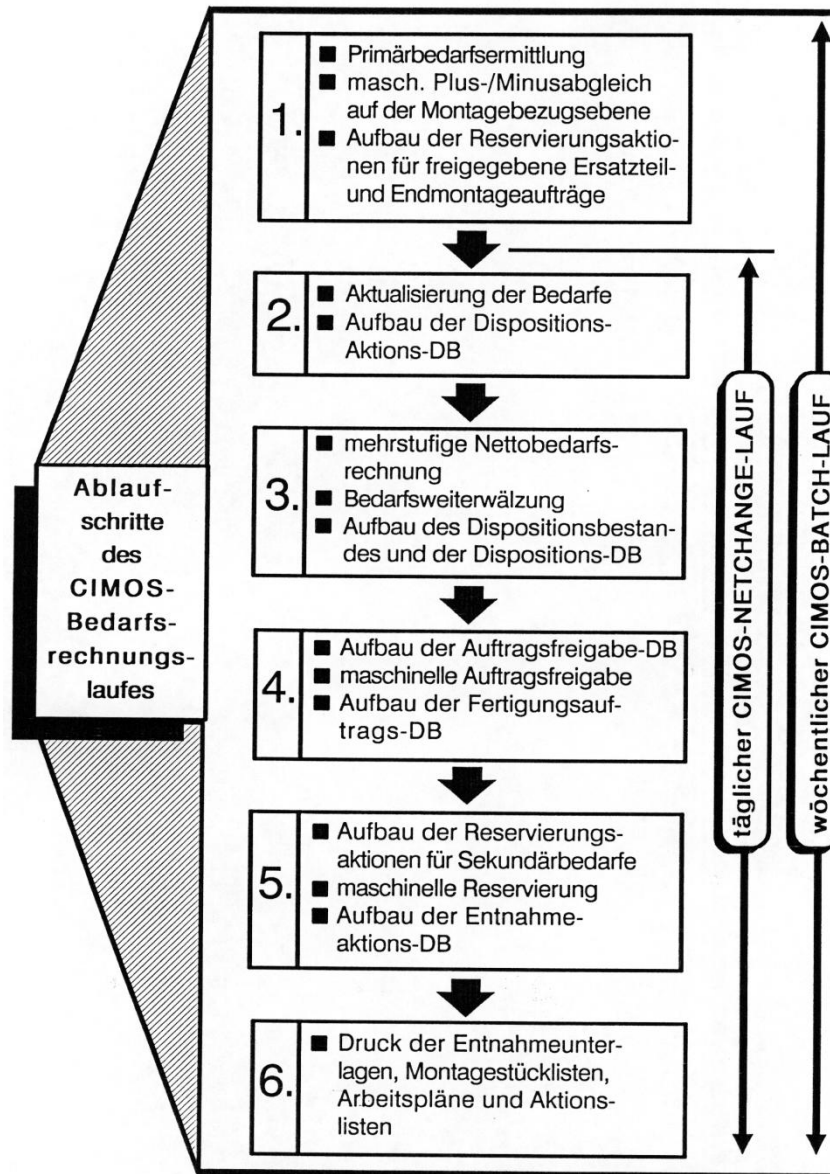 1.
■ Primärbedarfsermittlung
■ masch. Plus-/Minusabgleich
auf der Montagebezugsebene
■ Aufbau der Reservierungsaktio-
nen für freigegebene Ersatzteil-
und Endmontageaufträge
2.
■ Aktualisierung der Bedarfe
■ Aufbau der Dispositions-
Aktions-DB
3.
■ mehrstufige Nettobedarfs-
rechnung
■ Bedarfsweiterwälzung
■ Aufbau des Dispositionsbestan-
des und der Dispositions-DB
4.
■ Aufbau der Auftragsfreigabe-DB
■ maschinelle Auftragsfreigabe
■ Aufbau der Fertigungsauf-
trags-DB
5.
■ Aufbau der Reservierungs-
aktionen für Sekundärbedarfe
■ maschinelle Reservierung
■ Aufbau der Entnahme-
aktions-DB
6.
■ Druck der Entnahmeunter-
lagen, Montagestücklisten,
Arbeitspläne und Aktions-
listen
Ablauf-
schritte
des
CIMOS-
Bedarfs-
rechnungs-
laufes
täglicher CIMOS-NETCHANGE-LAUF
wöchentlicher CIMOS-BATCH-LAUF